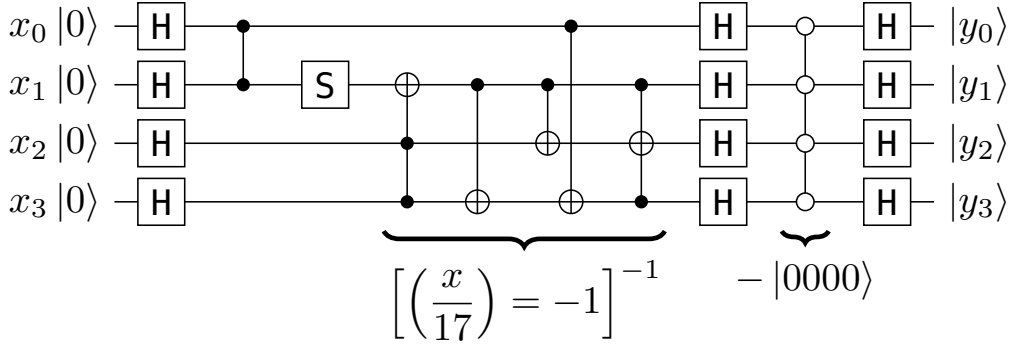 x₀ |0⟩ H H H |y₀⟩
x₁ |0⟩ H S H H |y₁⟩
x₂ |0⟩ H H H |y₂⟩
x₃ |0⟩ H H H |y₃⟩
[(x/17) = −1]⁻¹ − |0000⟩